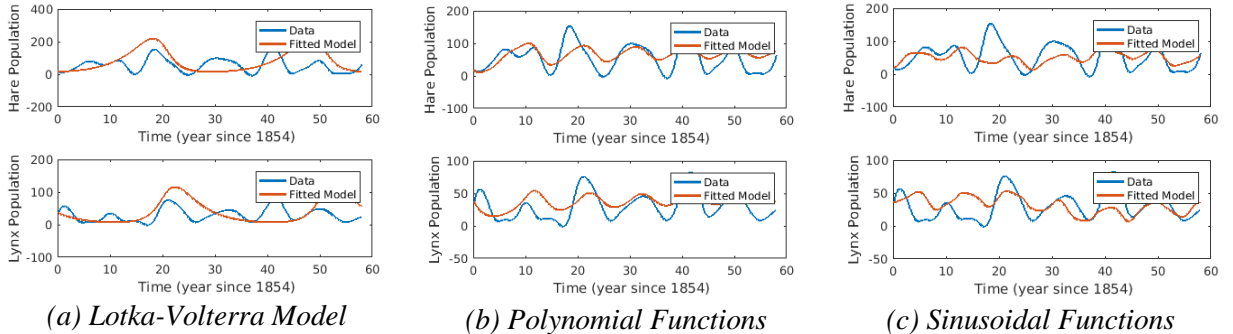 400
200
0
-200
Hare Population
Data
Fitted Model
0 10 20 30 40 50 60
Time (year since 1854)
200
100
0
-100
Lynx Population
Data
Fitted Model
0 10 20 30 40 50 60
Time (year since 1854)
(a) Lotka-Volterra Model
200
100
0
-100
Hare Population
Data
Fitted Model
0 10 20 30 40 50 60
Time (year since 1854)
100
50
0
-50
Lynx Population
Data
Fitted Model
0 10 20 30 40 50 60
Time (year since 1854)
(b) Polynomial Functions
200
100
0
-100
Hare Population
Data
Fitted Model
0 10 20 30 40 50 60
Time (year since 1854)
100
50
0
-50
Lynx Population
Data
Fitted Model
0 10 20 30 40 50 60
Time (year since 1854)
(c) Sinusoidal Functions